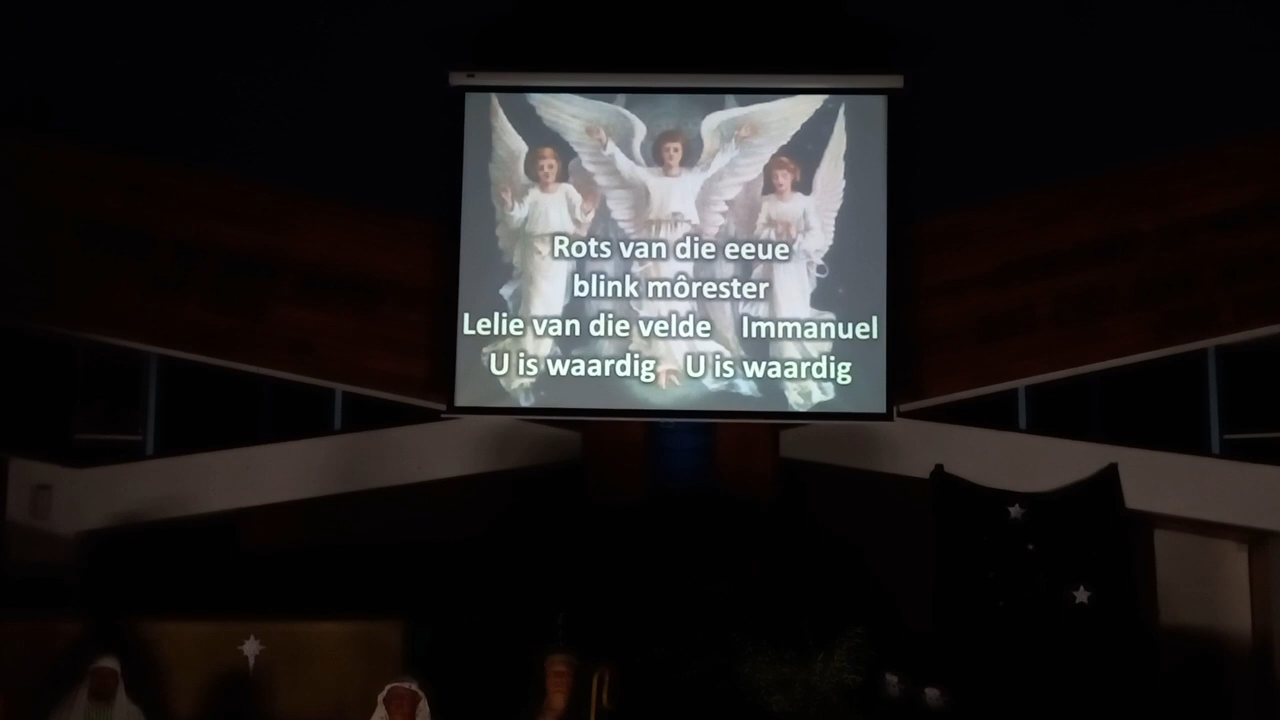 Rots van die eeue
blink môrester
Lelie van die velde Immanuel
U is waardig U is waardig